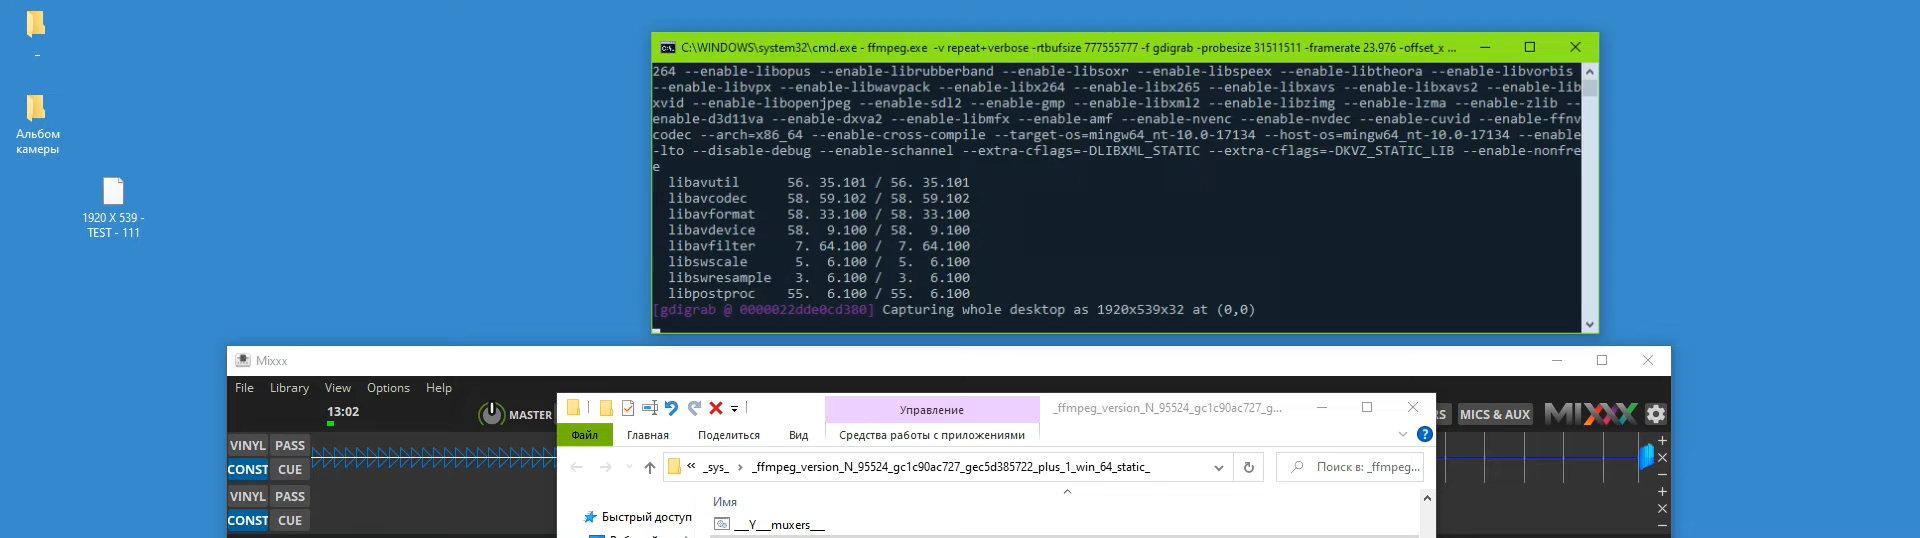 _
Альбом
камеры
1920 X 539 -
TEST - 111
C:\WINDOWS\system32\cmd.exe - ffmpeg.exe  -v repeat+verbose -rtbufsize 777555777 -f gdigrab -probesize 31511511 -framerate 23.976 -offset_x ...
264 --enable-libopus --enable-librubberband --enable-libsoxr --enable-libspeex --enable-libtheora --enable-libvorbis
--enable-libvpx --enable-libwavpack --enable-libx264 --enable-libx265 --enable-libxavs --enable-libxavs2 --enable-lib
xvid --enable-libopenjpeg --enable-sdl2 --enable-gmp --enable-libxml2 --enable-libzimg --enable-lzma --enable-zlib --
enable-d3d11va --enable-dxva2 --enable-libmfx --enable-amf --enable-nvenc --enable-nvdec --enable-cuvid --enable-ffnv
codec --arch=x86_64 --enable-cross-compile --target-os=mingw64_nt-10.0-17134 --host-os=mingw64_nt-10.0-17134 --enable
-lto --disable-debug --enable-schannel --extra-cflags=-DLIBXML_STATIC --extra-cflags=-DKVZ_STATIC_LIB --enable-nonfre
e
libavutil      56. 35.101 / 56. 35.101
libavcodec     58. 59.102 / 58. 59.102
libavformat    58. 33.100 / 58. 33.100
libavdevice    58.  9.100 / 58.  9.100
libavfilter     7. 64.100 /  7. 64.100
libswscale      5.  6.100 /  5.  6.100
libswresample   3.  6.100 /  3.  6.100
libpostproc    55.  6.100 / 55.  6.100
[gdigrab @ 0000022dde0cd380] Capturing whole desktop as 1920x539x32 at (0,0)
Mixxx
File Library View Options Help
13:02
MASTER
MICS & AUX
MIXXX
VINYL PASS
CONST CUE
VINYL PASS
CONST CUE
Управление
_ffmpeg_version_N_95524_gc1c90ac727_g...
Файл Главная Поделиться Вид Средства работы с приложениями
« _sys_ › _ffmpeg_version_N_95524_gc1c90ac727_gec5d385722_plus_1_win_64_static_
Поиск в: _ffmpeg...
Имя
Быстрый доступ
___Y___muxers___